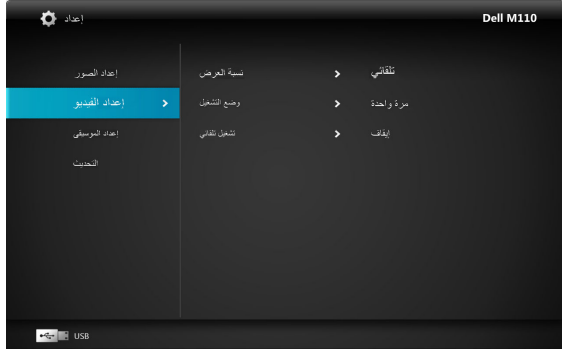 إعداد
Dell M110
إعداد الصور
إعداد الفيديو
إعداد الموسيقى
التحديث
نسبة العرض
تلقائي
وضع التشغيل
مرة واحدة
تشغيل تلقائي
إيقاف
USB